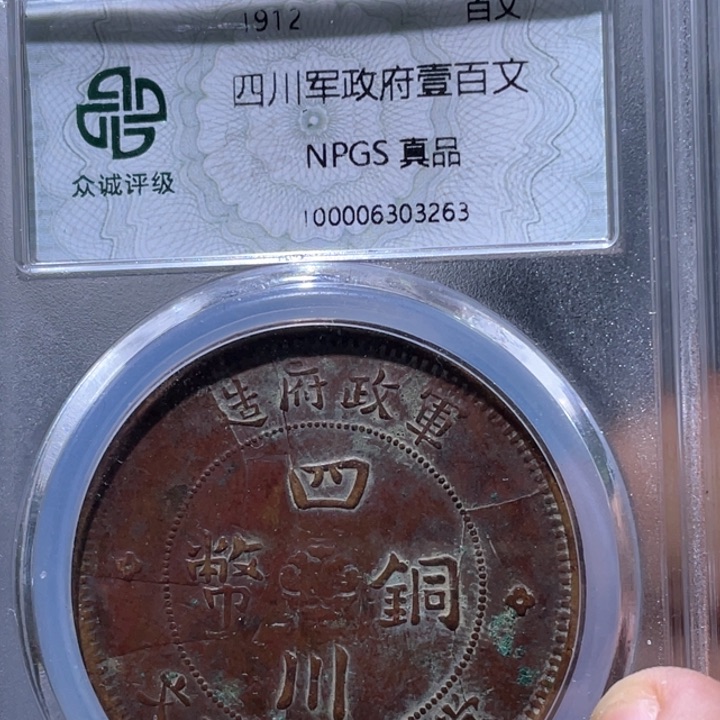 1912 百文
四川军政府壹百文
NPGS 真品
众诚评级
100006303263
軍政府造
四川
銅幣